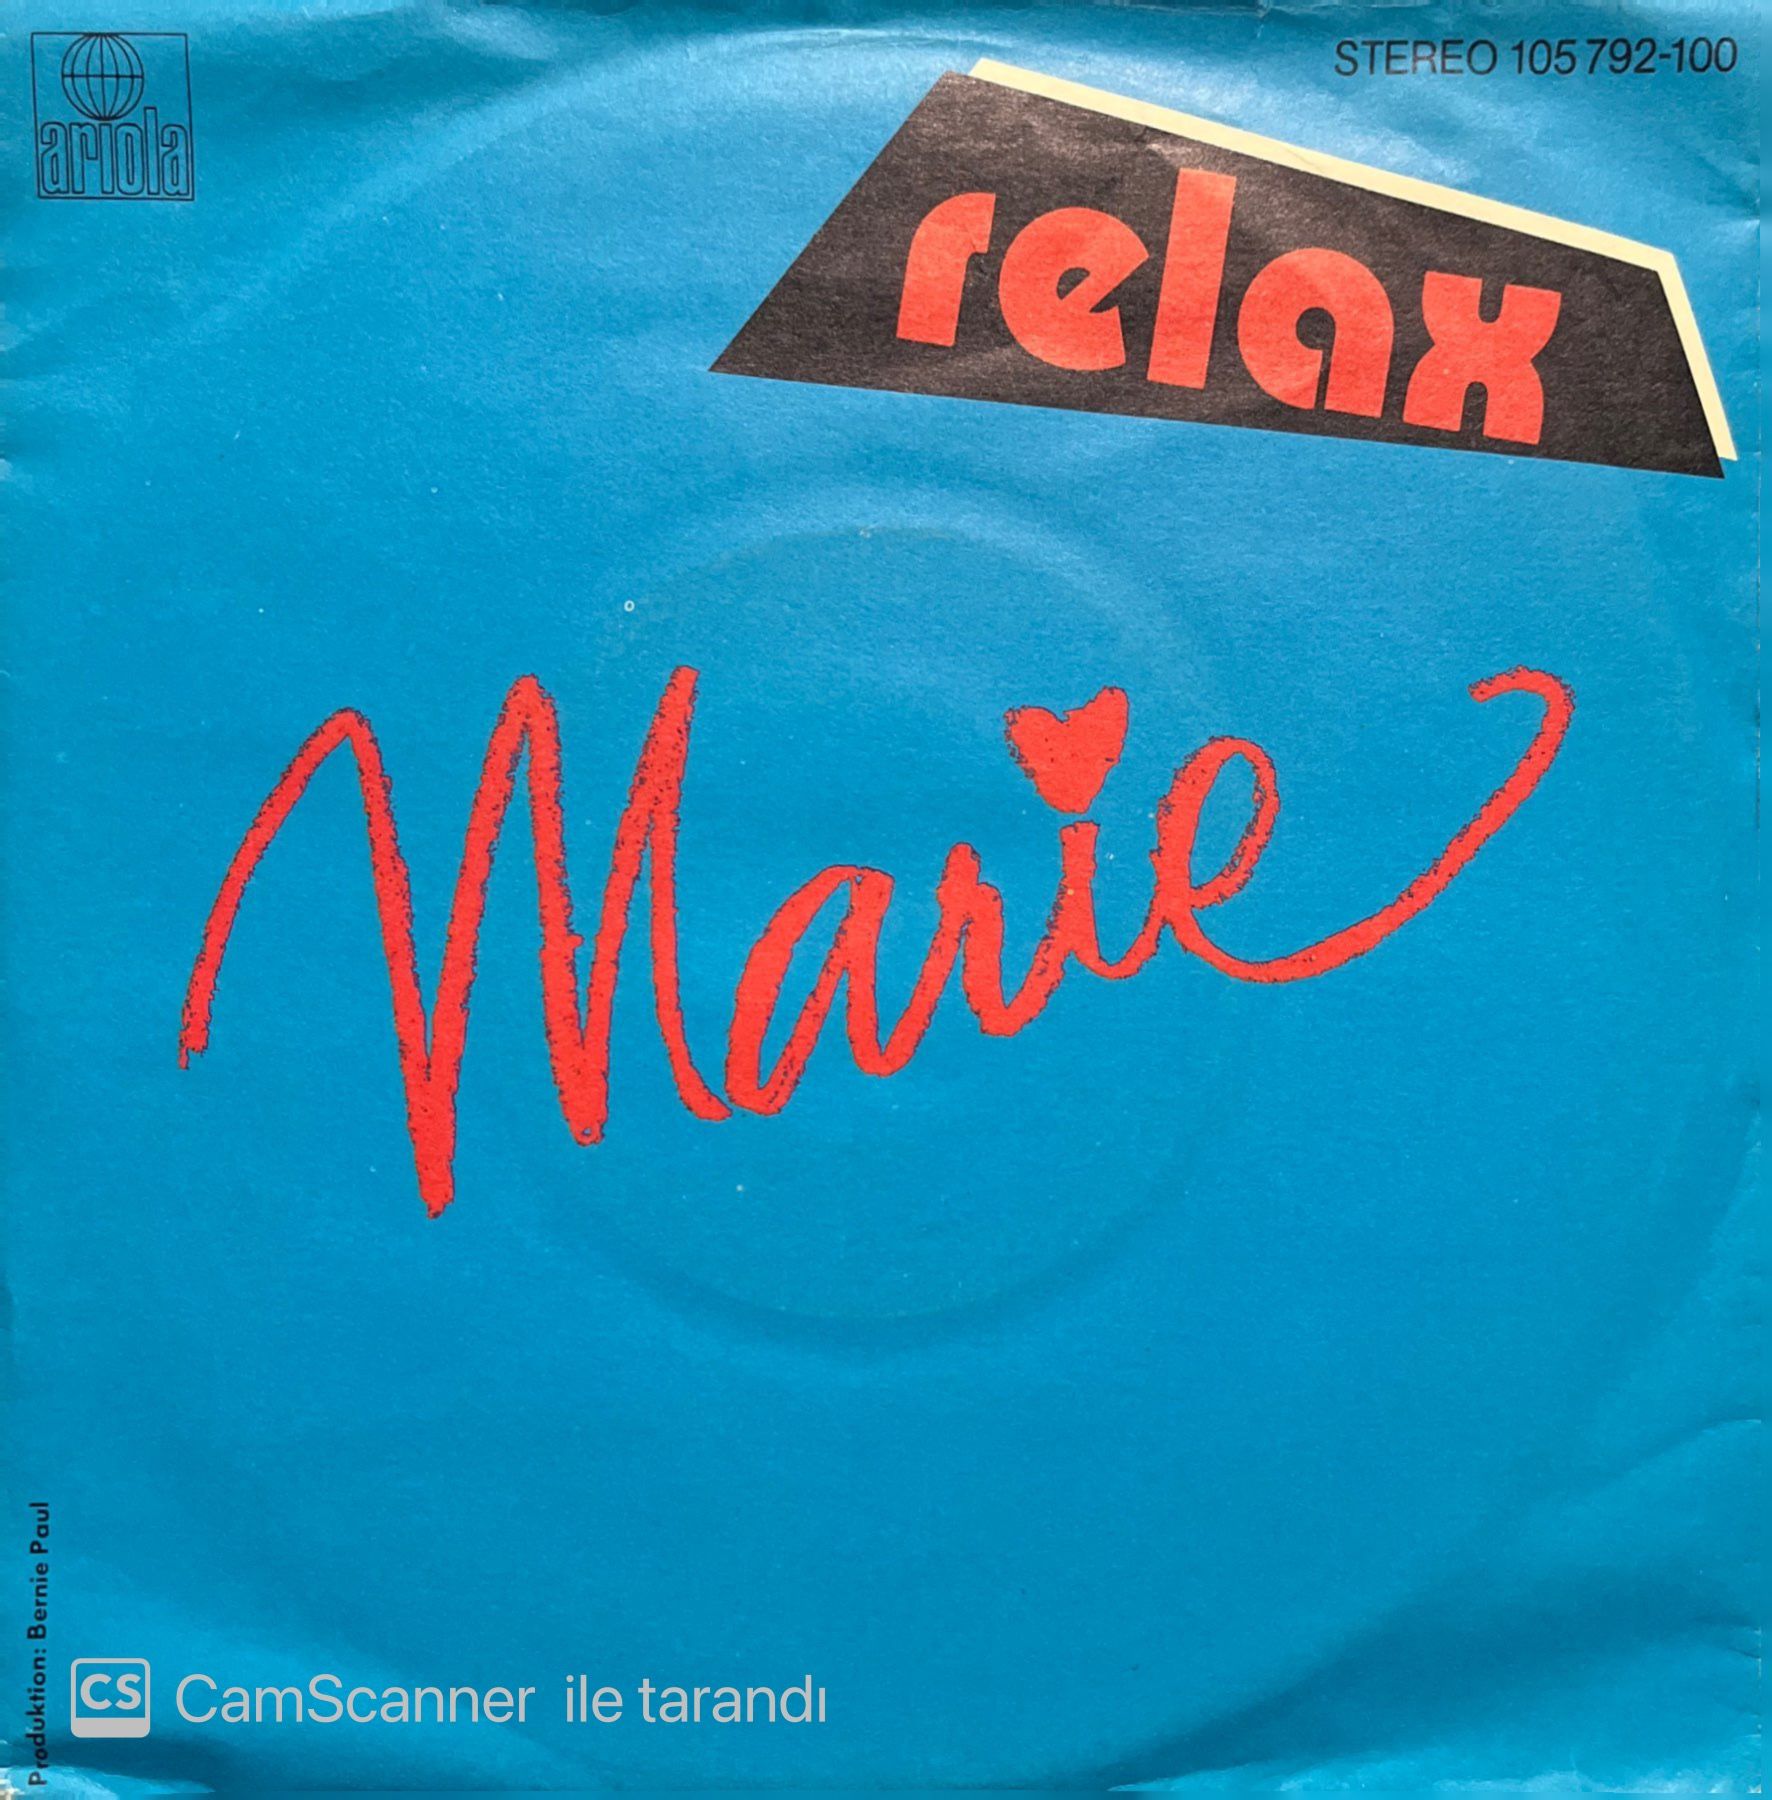 ariola
STEREO 105 792-100
relax
Marie
Produktion: Bernie Paul
CS CamScanner ile tarandı